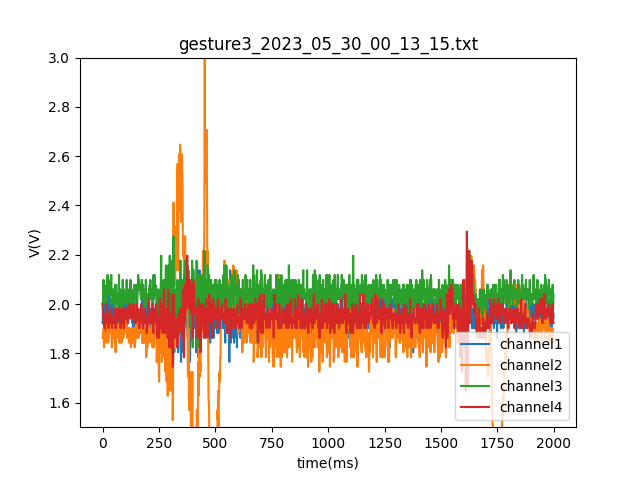 gesture3_2023_05_30_00_13_15.txt
3.0
2.8
2.6
2.4
2.2
2.0
1.8
1.6
V(V)
0 250 500 750 1000 1250 1500 1750 2000
time(ms)
channel1
channel2
channel3
channel4